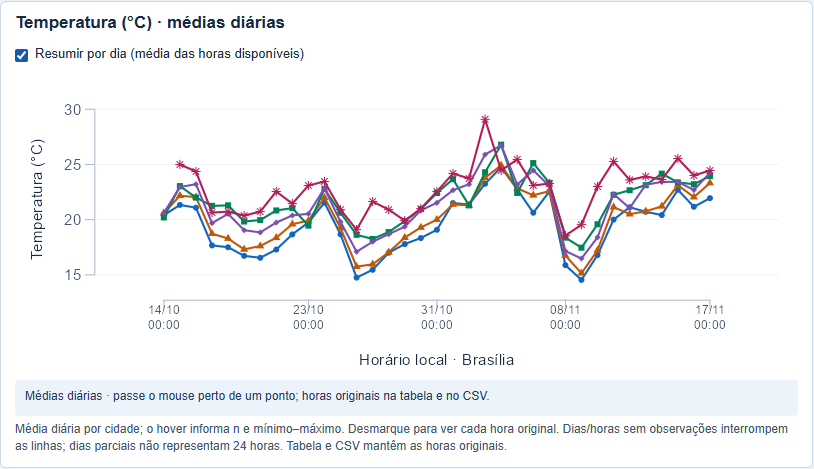 Temperatura (°C) · médias diárias
Resumir por dia (média das horas disponíveis)
30
25
20
15
Temperatura (°C)
14/10 23/10 31/10 08/11 17/11
00:00 00:00 00:00 00:00 00:00
Horário local · Brasília
Médias diárias · passe o mouse perto de um ponto; horas originais na tabela e no CSV.
Média diária por cidade; o hover informa n e mínimo–máximo. Desmarque para ver cada hora original. Dias/horas sem observações interrompem
as linhas; dias parciais não representam 24 horas. Tabela e CSV mantêm as horas originais.